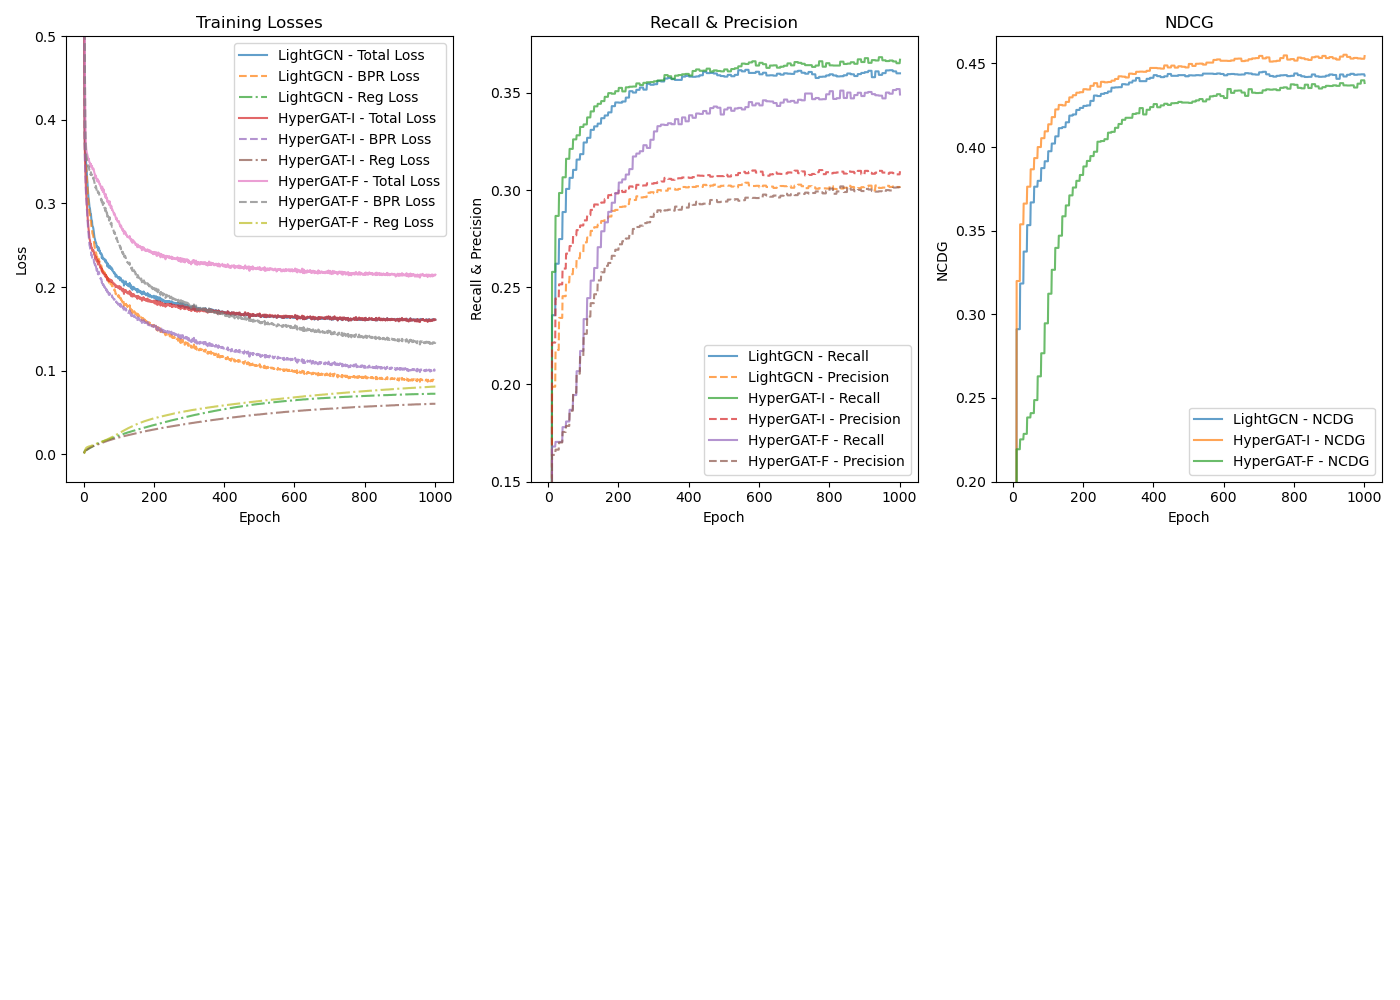 Training Losses
0.5
0.4
0.3
0.2
0.1
0.0
Loss
LightGCN - Total Loss
LightGCN - BPR Loss
LightGCN - Reg Loss
HyperGAT-I - Total Loss
HyperGAT-I - BPR Loss
HyperGAT-I - Reg Loss
HyperGAT-F - Total Loss
HyperGAT-F - BPR Loss
HyperGAT-F - Reg Loss
0 200 400 600 800 1000
Epoch
Recall & Precision
0.35
0.30
0.25
0.20
0.15
Recall & Precision
LightGCN - Recall
LightGCN - Precision
HyperGAT-I - Recall
HyperGAT-I - Precision
HyperGAT-F - Recall
HyperGAT-F - Precision
0 200 400 600 800 1000
Epoch
NDCG
0.45
0.40
0.35
0.30
0.25
0.20
NCDG
LightGCN - NCDG
HyperGAT-I - NCDG
HyperGAT-F - NCDG
0 200 400 600 800 1000
Epoch